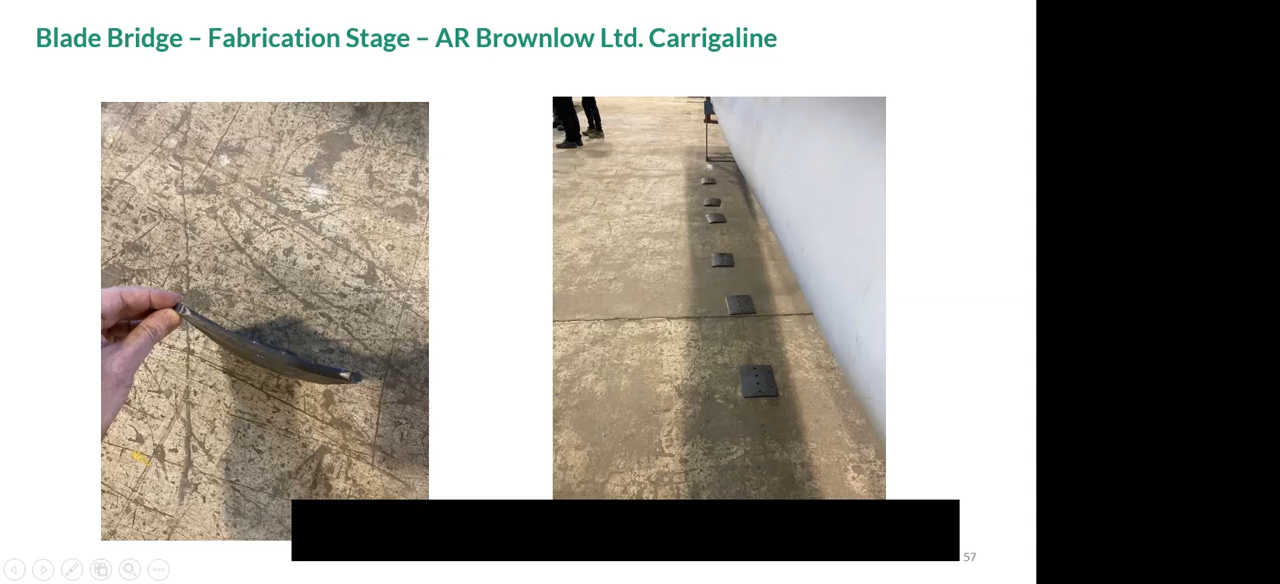 Blade Bridge – Fabrication Stage – AR Brownlow Ltd. Carrigaline
57